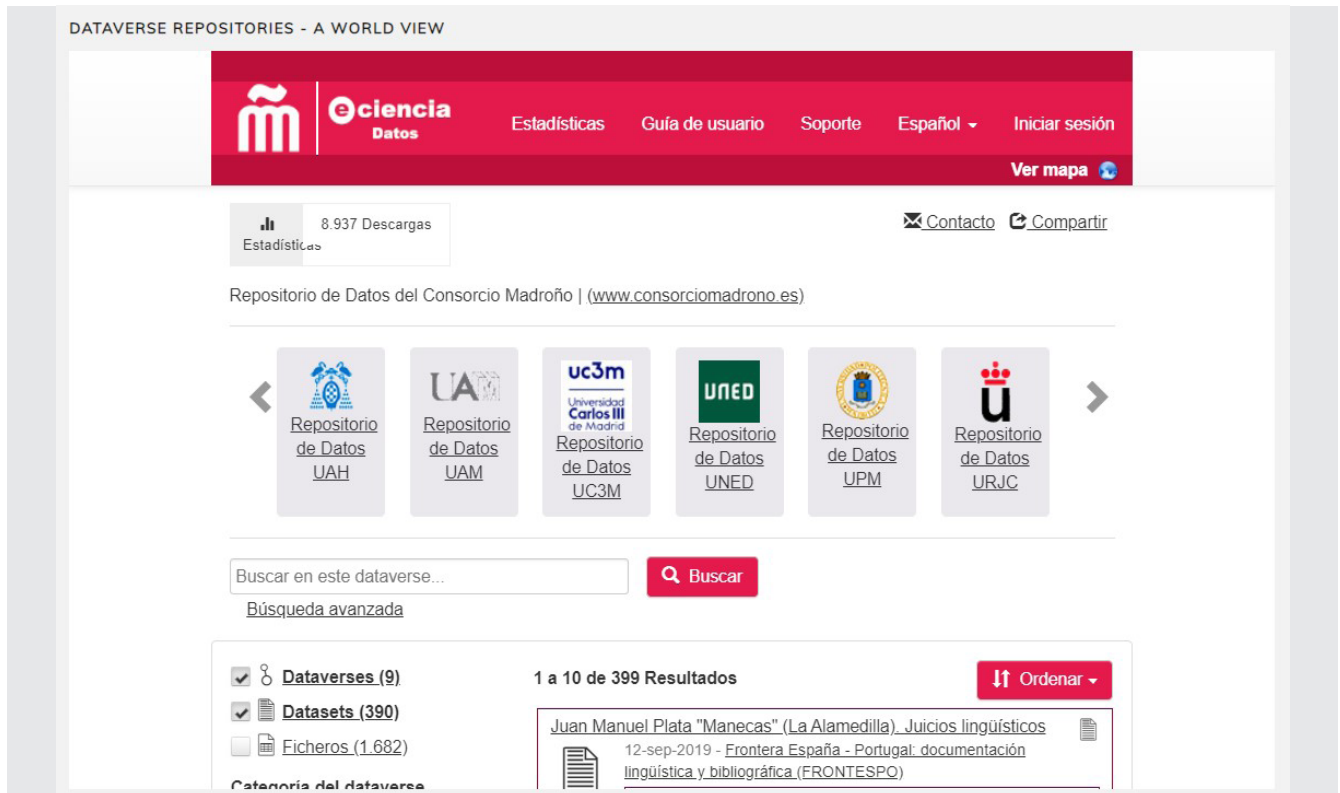 DATAVERSE REPOSITORIES - A WORLD VIEW
eciencia
Datos
Estadísticas Guía de usuario Soporte Español Iniciar sesión
Ver mapa
8.937 Descargas
Estadísticas
Contacto Compartir
Repositorio de Datos del Consorcio Madroño | (www.consorciomadrono.es)
UAM
uc3m
Universidad
Carlos III
de Madrid
UNED
Repositorio
de Datos
UAH
Repositorio
de Datos
UAM
Repositorio
de Datos
UC3M
Repositorio
de Datos
UNED
Repositorio
de Datos
UPM
Repositorio
de Datos
URJC
Buscar en este dataverse...
Buscar
Búsqueda avanzada
Dataverses (9)
Datasets (390)
Ficheros (1.682)
Categoría del dataverse
1 a 10 de 399 Resultados
Ordenar
Juan Manuel Plata "Manecas" (La Alamedilla). Juicios lingüísticos
12-sep-2019 - Frontera España - Portugal: documentación
lingüística y bibliográfica (FRONTESPO)